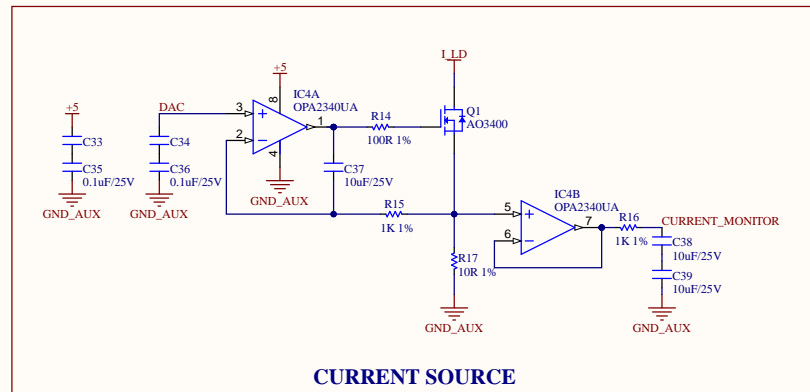 I_LD
+5
IC4A
OPA2340UA
8
+5
DAC
3
2
1
4
R14
100R 1%
Q1
AO3400
C33
C34
C35
0.1uF/25V
C36
0.1uF/25V
C37
10uF/25V
GND_AUX
GND_AUX
GND_AUX
R15
1K 1%
IC4B
OPA2340UA
5
6
7
R16
1K 1%
CURRENT_MONITOR
C38
10uF/25V
R17
10R 1%
C39
10uF/25V
GND_AUX
GND_AUX
CURRENT SOURCE